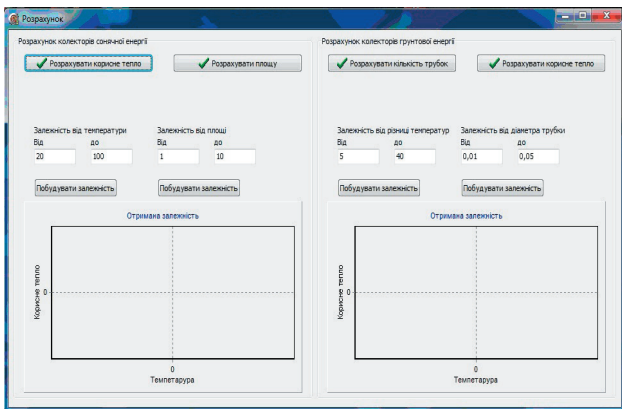 Розрахунок
Розрахунок колекторів сонячної енергії
Розрахувати корисне тепло
Розрахувати площу
Залежність від температури
Залежність від площі
Від до
Від до
20 100
1 10
Побудувати залежність
Побудувати залежність
Отримана залежність
Корисне тепло
0
0
Темпетарура
Розрахунок колекторів грунтової енергії
Розрахувати кількість трубок
Розрахувати корисне тепло
Залежність від різниці температур
Залежність від діаметра трубки
Від до
Від до
5 40
0,01 0,05
Побудувати залежність
Побудувати залежність
Отримана залежність
Корисне тепло
0
0
Темпетарура